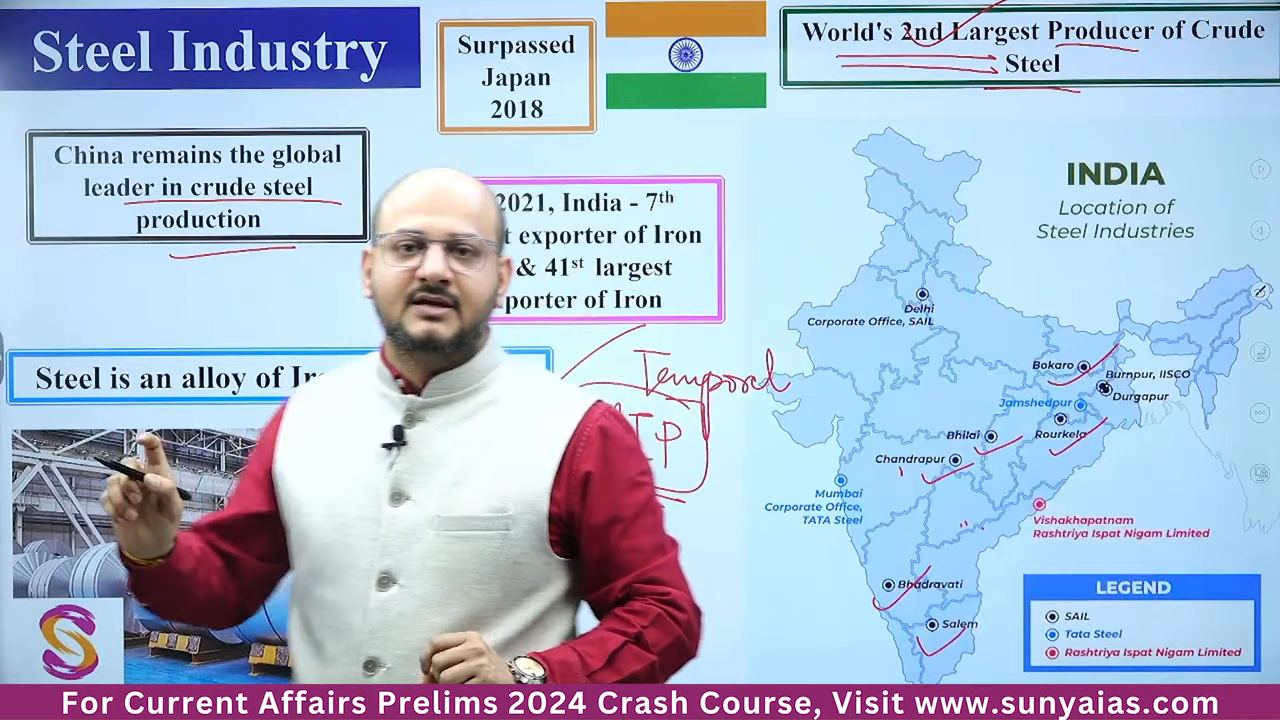 Steel Industry
Surpassed
Japan
2018
World's 2nd Largest Producer of Crude
Steel
China remains the global
leader in crude steel
production
2021, India - 7th
exporter of Iron
& 41st largest
of Iron
Steel is an alloy of
Temporal
INDIA
Location of
Steel Industries
Delhi
Corporate Office, SAIL
Bokaro
Burnpur, IISCO
Durgapur
Jamshedpur
Rourkela
Bhilai
Chandrapur
Mumbai
Corporate Office,
TATA Steel
Vishakhapatnam
Rashtriya Ispat Nigam Limited
Bhadravati
Salem
LEGEND
SAIL
Tata Steel
Rashtriya Ispat Nigam Limited
S
For Current Affairs Prelims 2024 Crash Course, Visit www.sunyaias.com